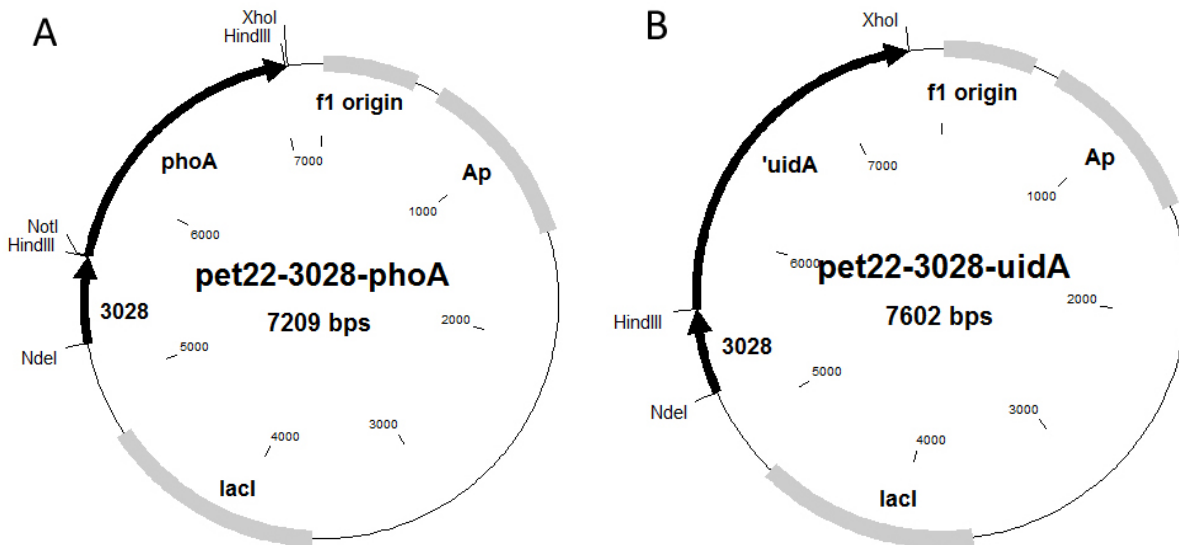 A
XhoI
HindIII
f1 origin
phoA
7000
Ap
1000
NotI
HindIII
6000
pet22-3028-phoA
3028
7209 bps
2000
NdeI
5000
4000
3000
lacI
B
XhoI
f1 origin
'uidA
7000
Ap
1000
6000
pet22-3028-uidA
HindIII
7602 bps
2000
3028
5000
NdeI
3000
4000
lacI